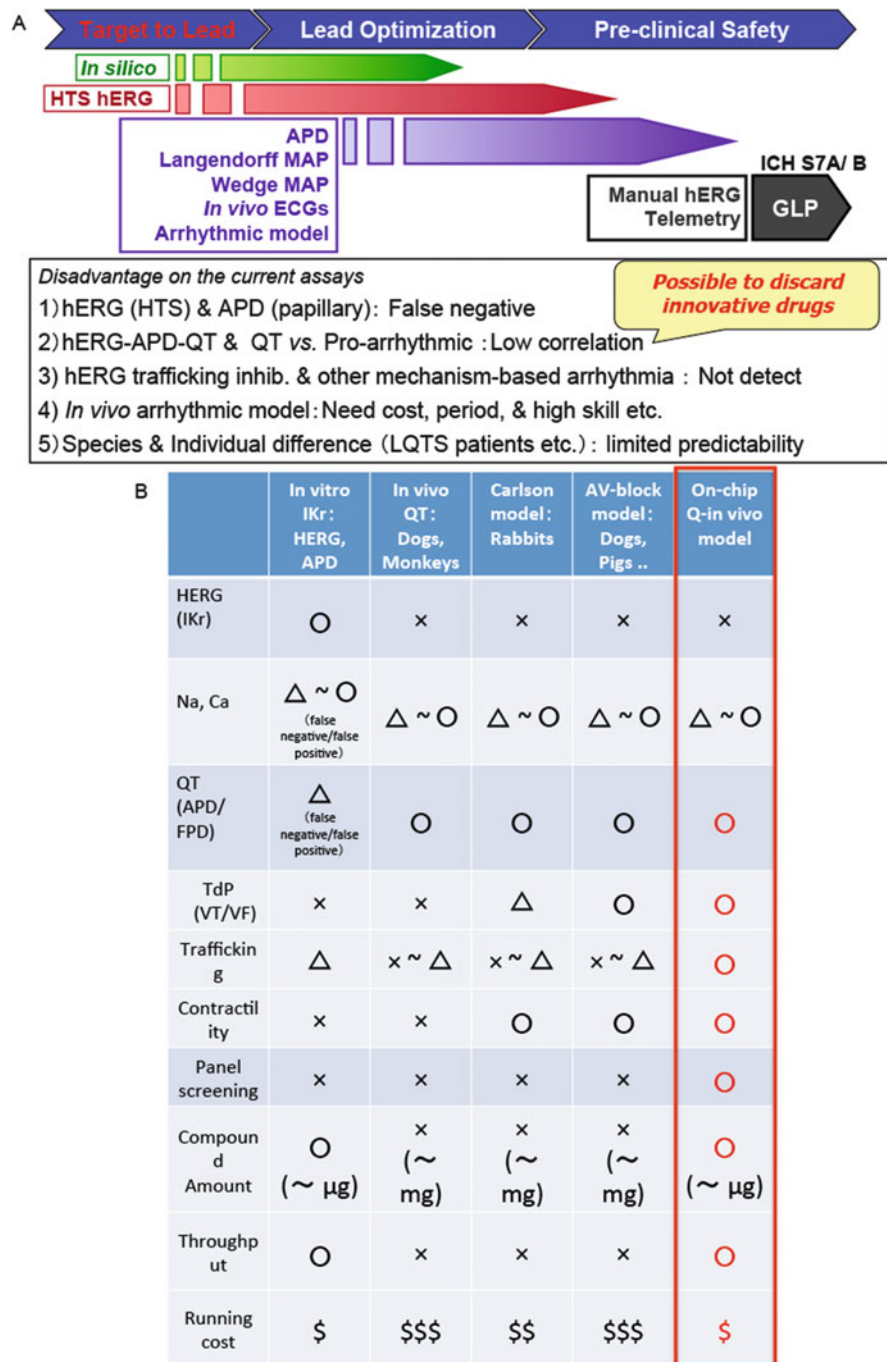 A
Target to Lead
Lead Optimization
Pre-clinical Safety
In silico
HTS hERG
APD
Langendorff MAP
Wedge MAP
In vivo ECGs
Arrhythmic model
ICH S7A/ B
Manual hERG
Telemetry
GLP
Disadvantage on the current assays
Possible to discard
innovative drugs
1)hERG (HTS) & APD (papillary): False negative
2)hERG-APD-QT & QT vs. Pro-arrhythmic :Low correlation
3) hERG trafficking inhib. & other mechanism-based arrhythmia : Not detect
4) In vivo arrhythmic model:Need cost, period, & high skill etc.
5)Species & Individual difference (LQTS patients etc.): limited predictability
B
In vitro
IKr:
HERG,
APD
In vivo
QT:
Dogs,
Monkeys
Carlson
model:
Rabbits
AV-block
model:
Dogs,
Pigs ..
On-chip
Q-in vivo
model
HERG
(IKr)
○ × × × ×
Na, Ca
△ ~ ○
(false
negative/false
positive)
△ ~ ○ △ ~ ○ △ ~ ○ △ ~ ○
QT
(APD/
FPD)
△
(false
negative/false
positive)
○ ○ ○ ○
TdP
(VT/VF)
× × △ ○ ○
Traffickin
g
△ × ~ △ × ~ △ × ~ △ ○
Contractil
ity
× × ○ ○ ○
Panel
screening
× × × × ○
Compoun
d
Amount
○
(~ μg)
×
(~
mg)
×
(~
mg)
×
(~
mg)
○
(~ μg)
Throughp
ut
○ × × × ○
Running
cost
$ $$$ $$ $$$ $